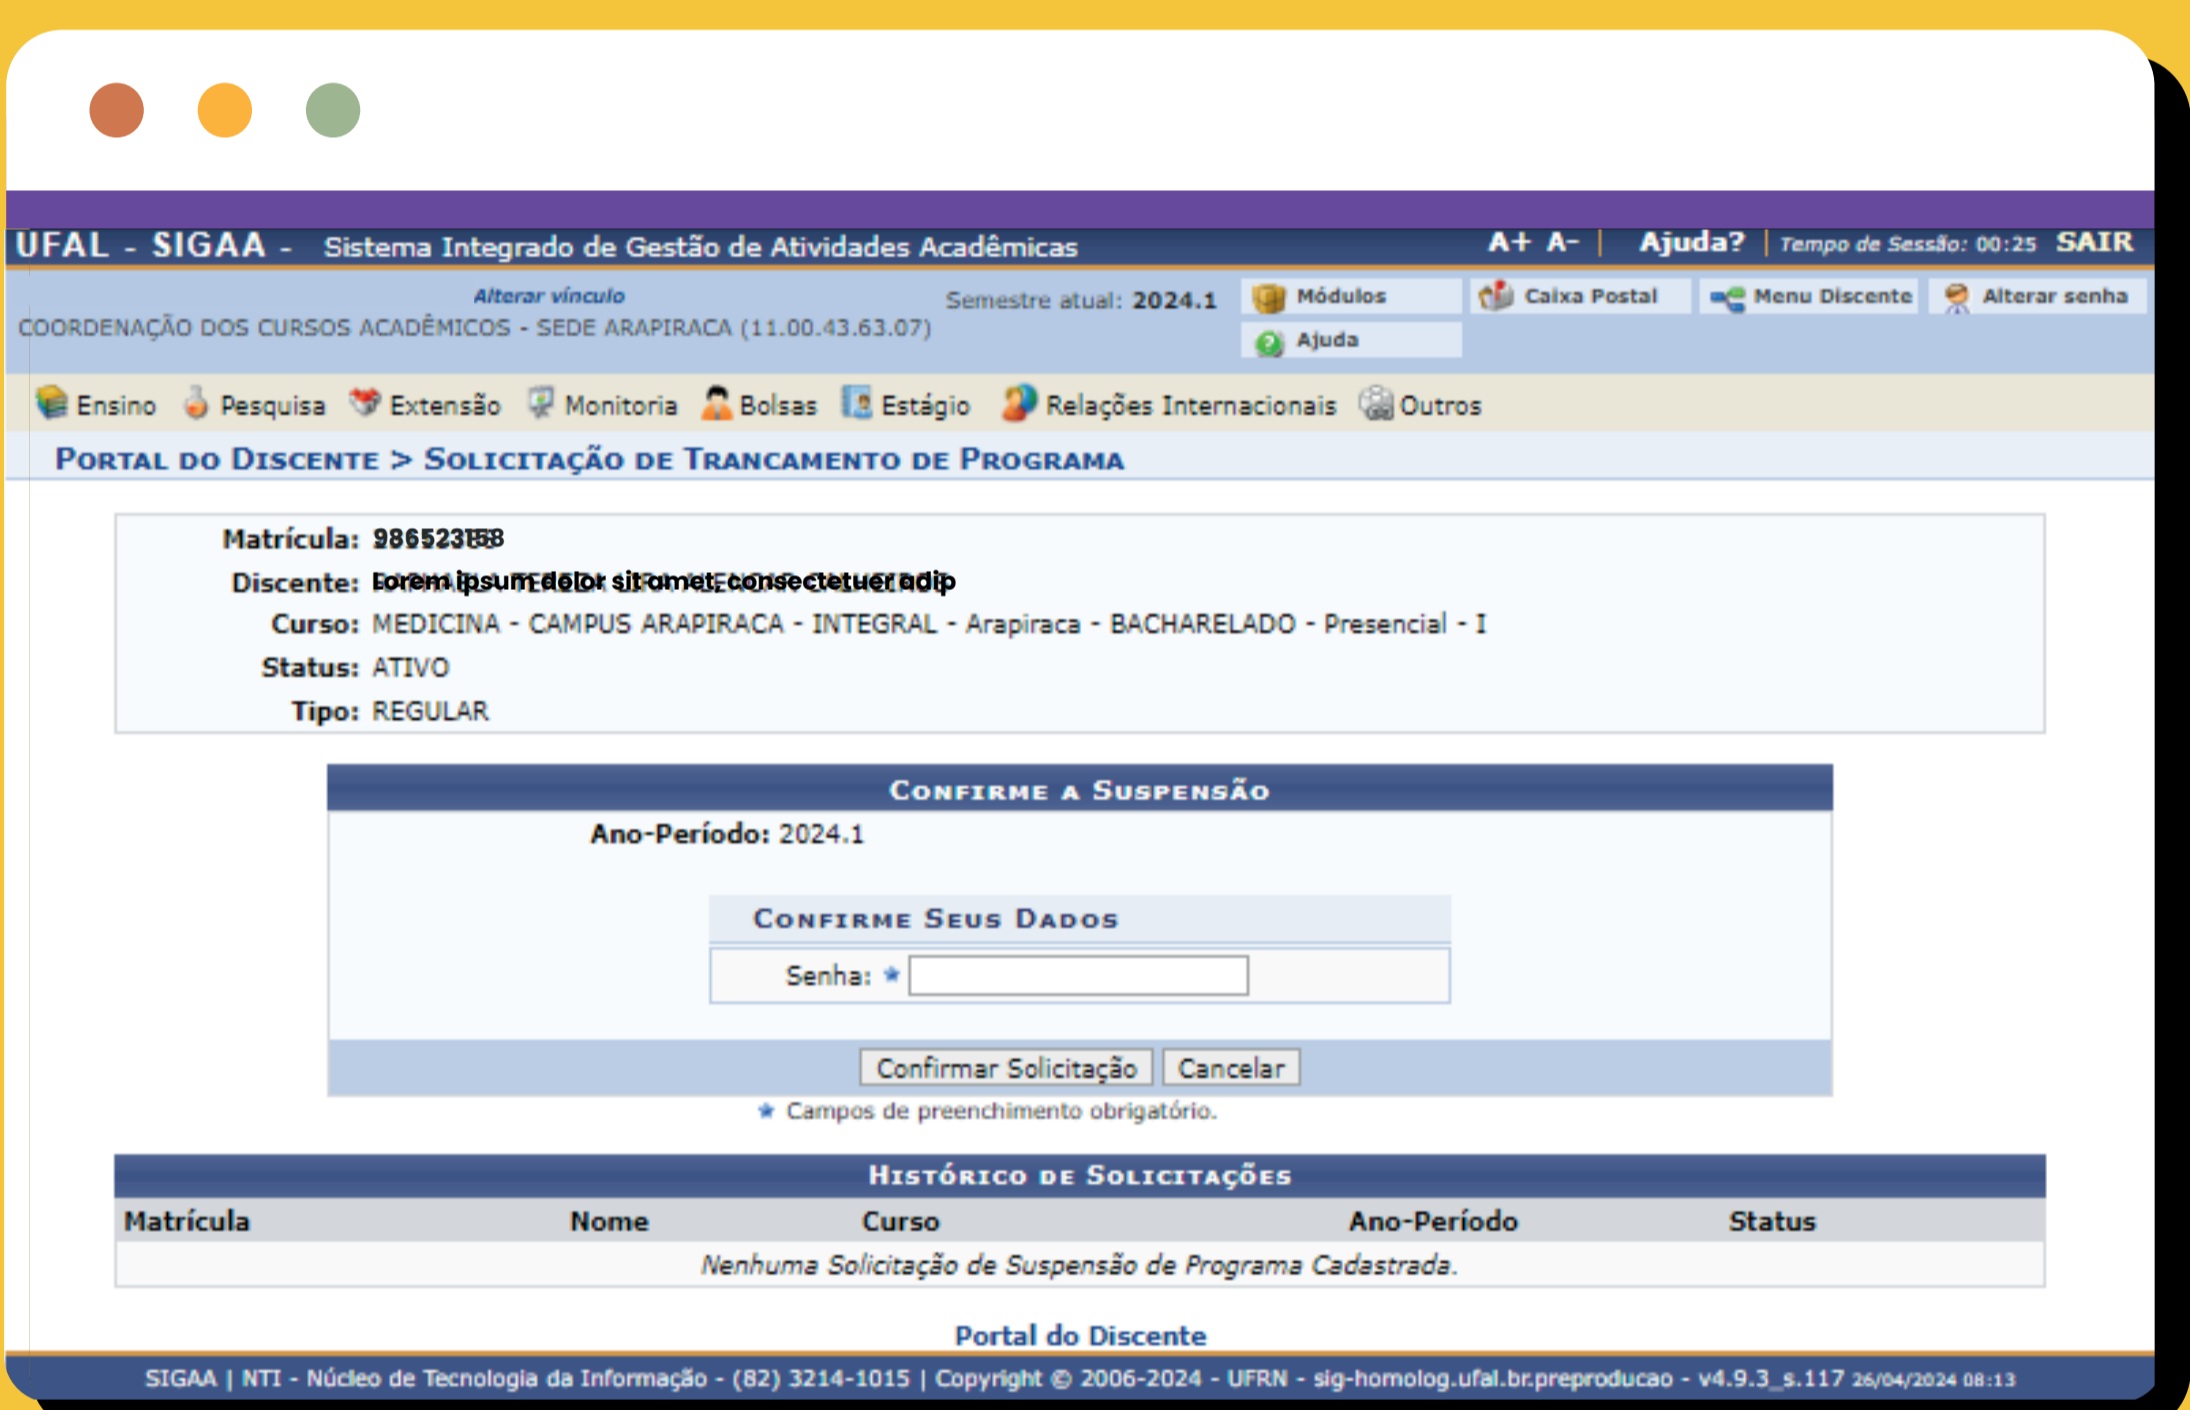 UFAL - SIGAA - Sistema Integrado de Gestão de Atividades Acadêmicas A+ A- | Ajuda? | Tempo de Sessão: 00:25 SAIR
Alterar vínculo Semestre atual: 2024.1 Módulos Caixa Postal Menu Discente Alterar senha
COORDENAÇÃO DOS CURSOS ACADÊMICOS - SEDE ARAPIRACA (11.00.43.63.07)
Ajuda
Ensino Pesquisa Extensão Monitoria Bolsas Estágio Relações Internacionais Outros
PORTAL DO DISCENTE > SOLICITAÇÃO DE TRANCAMENTO DE PROGRAMA
Matrícula: 986523158
Discente: Lorem ipsum dolor sit amet, consectetuer adip
Curso: MEDICINA - CAMPUS ARAPIRACA - INTEGRAL - Arapiraca - BACHARELADO - Presencial - I
Status: ATIVO
Tipo: REGULAR
CONFIRME A SUSPENSÃO
Ano-Período: 2024.1
CONFIRME SEUS DADOS
Senha:
Confirmar Solicitação Cancelar
Campos de preenchimento obrigatório.
HISTÓRICO DE SOLICITAÇÕES
Matrícula Nome Curso Ano-Período Status
Nenhuma Solicitação de Suspensão de Programa Cadastrada.
Portal do Discente
SIGAA | NTI - Núcleo de Tecnologia da Informação - (82) 3214-1015 | Copyright © 2006-2024 - UFRN - sig-homolog.ufal.br.preproducao - v4.9.3_s.117 26/04/2024 08:13